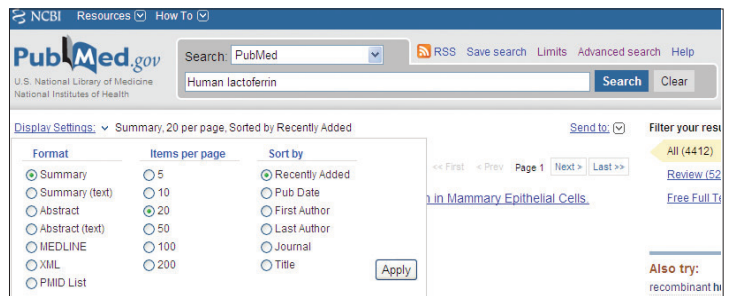 NCBI Resources How To
PubMed.gov
U.S. National Library of Medicine
National Institutes of Health
Search: PubMed
RSS Save search Limits Advanced search Help
Human lactoferrin
Search Clear
Display Settings: Summary, 20 per page, Sorted by Recently Added
Send to:
Format Items per page Sort by
Summary 5 Recently Added
Summary (text) 10 Pub Date
Abstract 20 First Author
Abstract (text) 50 Last Author
MEDLINE 100 Journal
XML 200 Title
PMID List
Apply
<< First < Prev Page 1 Next > Last >>
n in Mammary Epithelial Cells.
Filter your resu
All (4412)
Review (52
Free Full Te
Also try:
recombinant hu